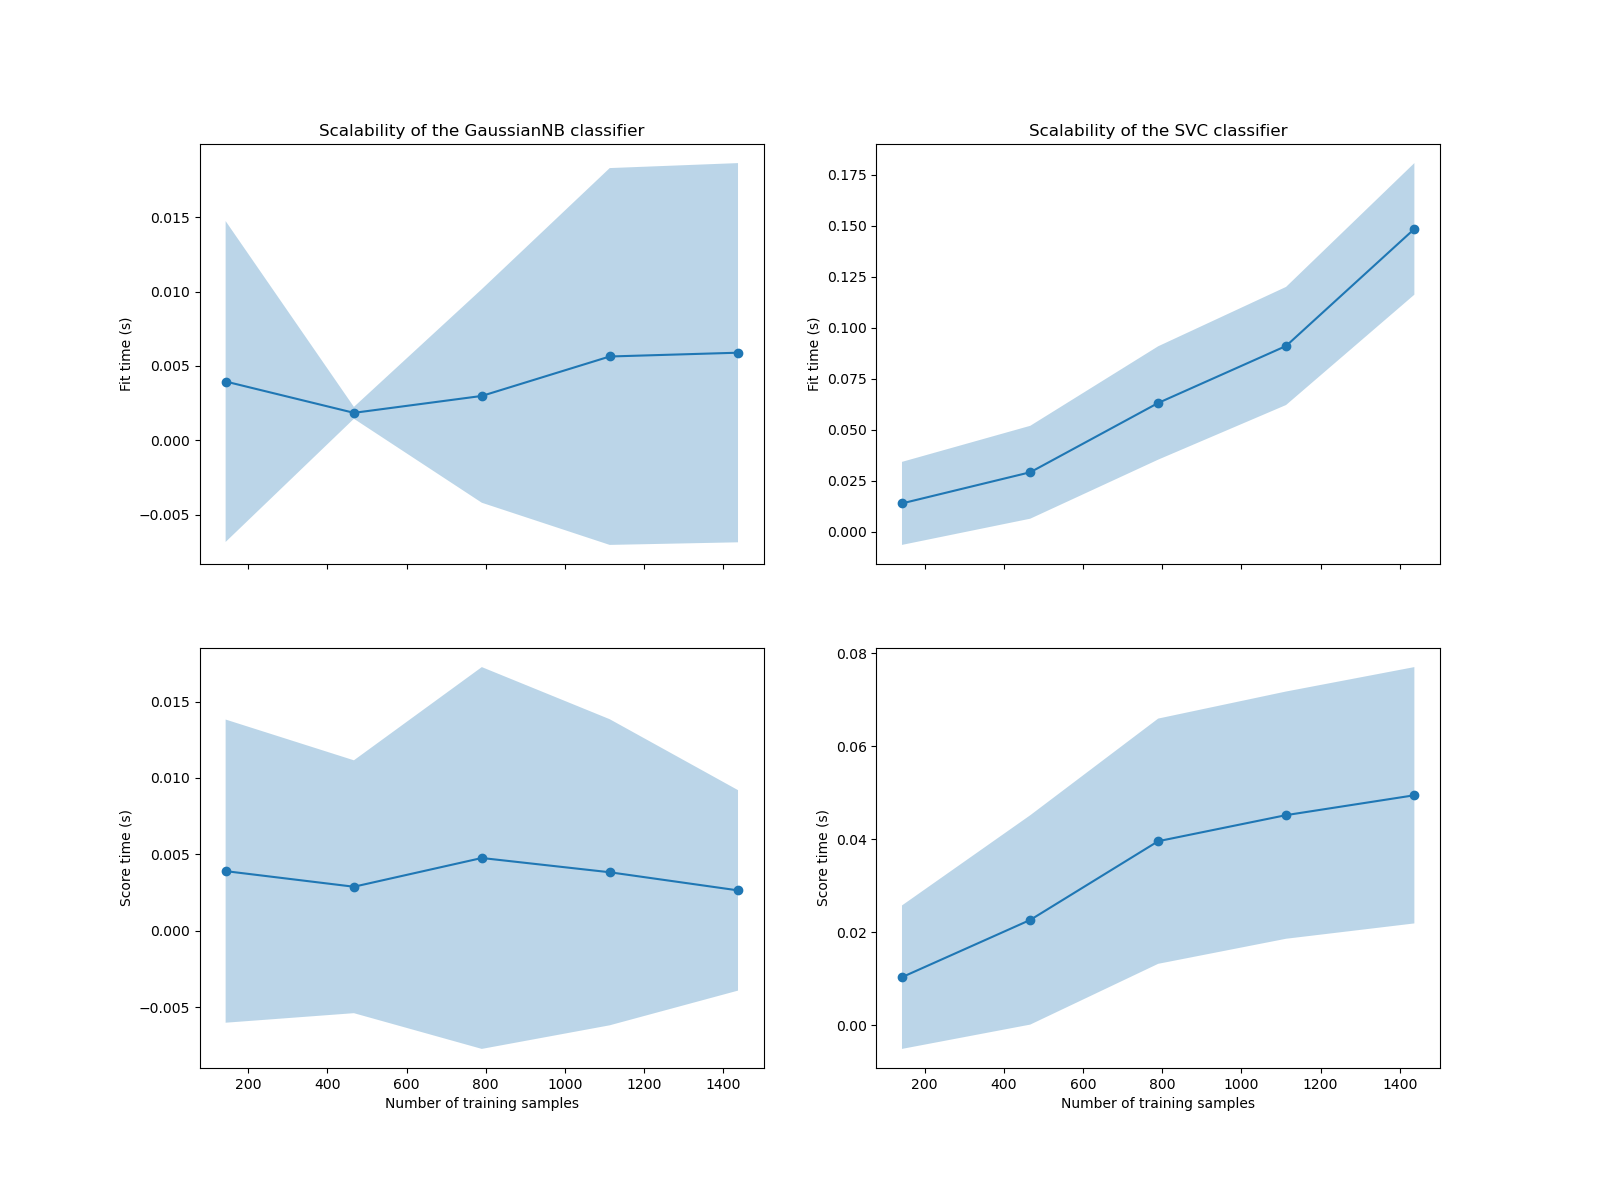 Scalability of the GaussianNB classifier
Fit time (s)
0.015
0.010
0.005
0.000
−0.005
Scalability of the SVC classifier
Fit time (s)
0.175
0.150
0.125
0.100
0.075
0.050
0.025
0.000
Score time (s)
0.015
0.010
0.005
0.000
−0.005
200 400 600 800 1000 1200 1400
Number of training samples
Score time (s)
0.08
0.06
0.04
0.02
0.00
200 400 600 800 1000 1200 1400
Number of training samples